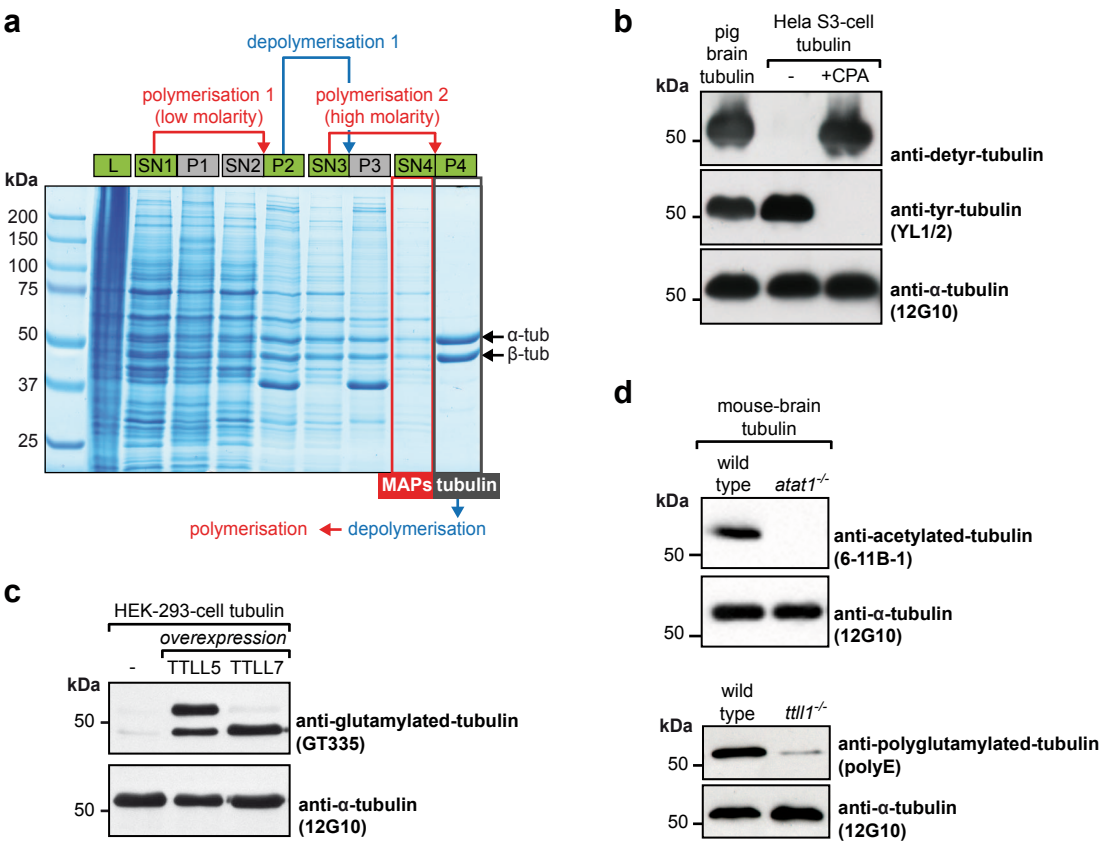 a
depolymerisation 1
polymerisation 1
(low molarity)
polymerisation 2
(high molarity)
L SN1 P1 SN2 P2 SN3 P3 SN4 P4
kDa
200
150
100
75
50
37
25
α-tub
β-tub
MAPs tubulin
polymerisation depolymerisation
b
pig
brain
tubulin
Hela S3-cell
tubulin
- +CPA
kDa
50
anti-detyr-tubulin
50
anti-tyr-tubulin
(YL1/2)
50
anti-α-tubulin
(12G10)
c
HEK-293-cell tubulin
overexpression
- TTLL5 TTLL7
kDa
50
anti-glutamylated-tubulin
(GT335)
50
anti-α-tubulin
(12G10)
d
mouse-brain
tubulin
wild
type
atat1-/-
kDa
50
anti-acetylated-tubulin
(6-11B-1)
50
anti-α-tubulin
(12G10)
wild
type
ttll1-/-
kDa
50
anti-polyglutamylated-tubulin
(polyE)
50
anti-α-tubulin
(12G10)